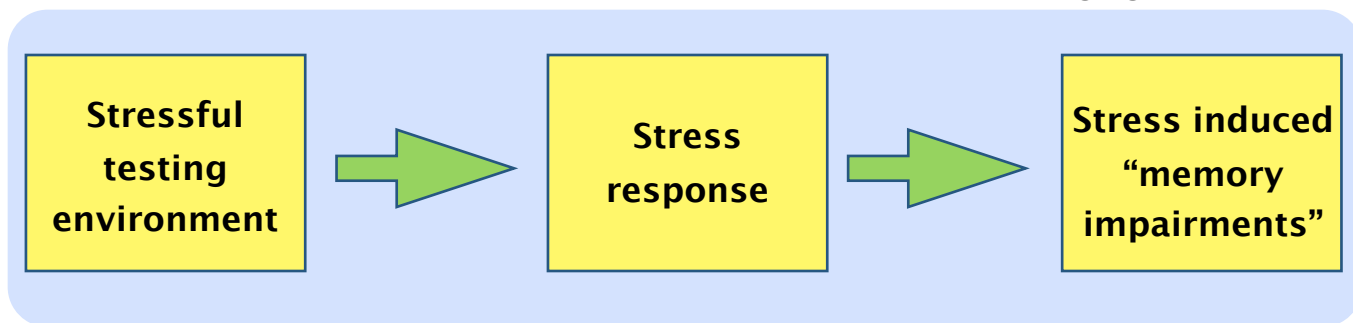 Stressful
testing
environment
Stress
response
Stress induced
“memory
impairments”